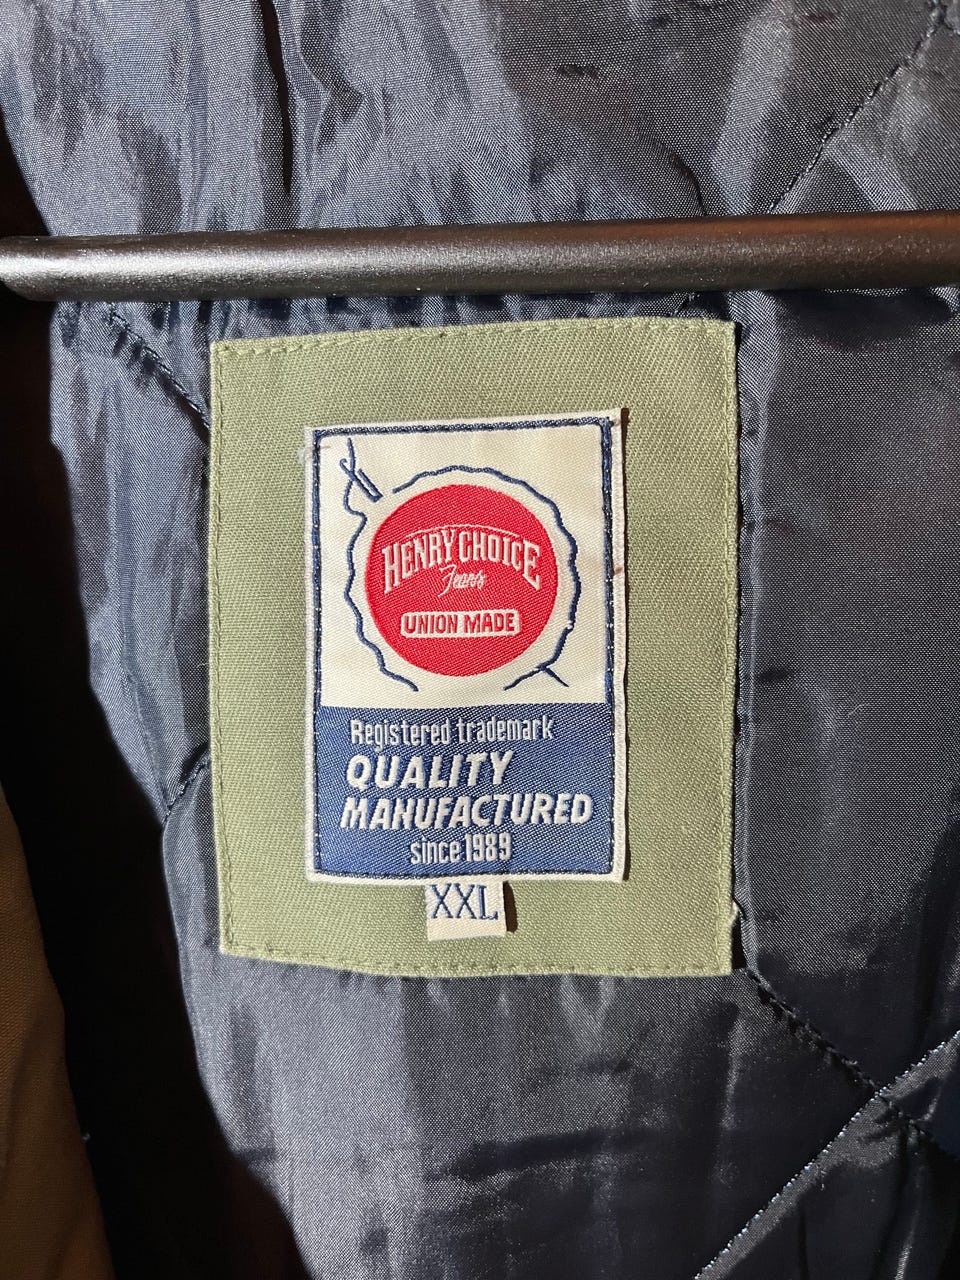 HENRY CHOICE
Jeans
UNION MADE
Registered trademark
QUALITY
MANUFACTURED
since 1989
XXL